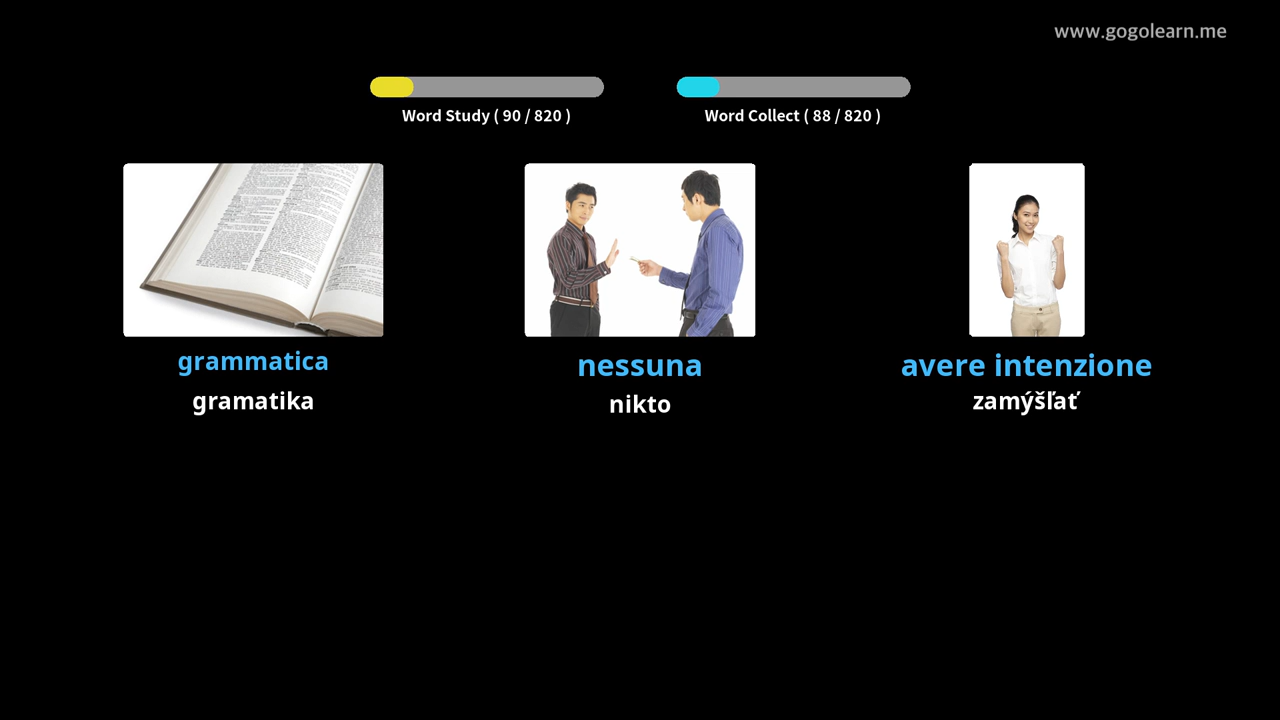 www.gogolearn.me
Word Study ( 90 / 820 )
Word Collect ( 88 / 820 )
grammatica
gramatika
nessuna
nikto
avere intenzione
zamýšľať